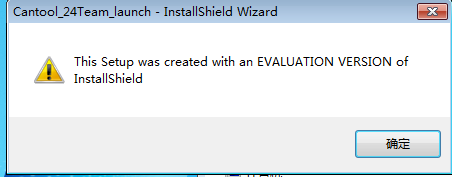 Cantool_24Team_launch - InstallShield Wizard
This Setup was created with an EVALUATION VERSION of
InstallShield
确定